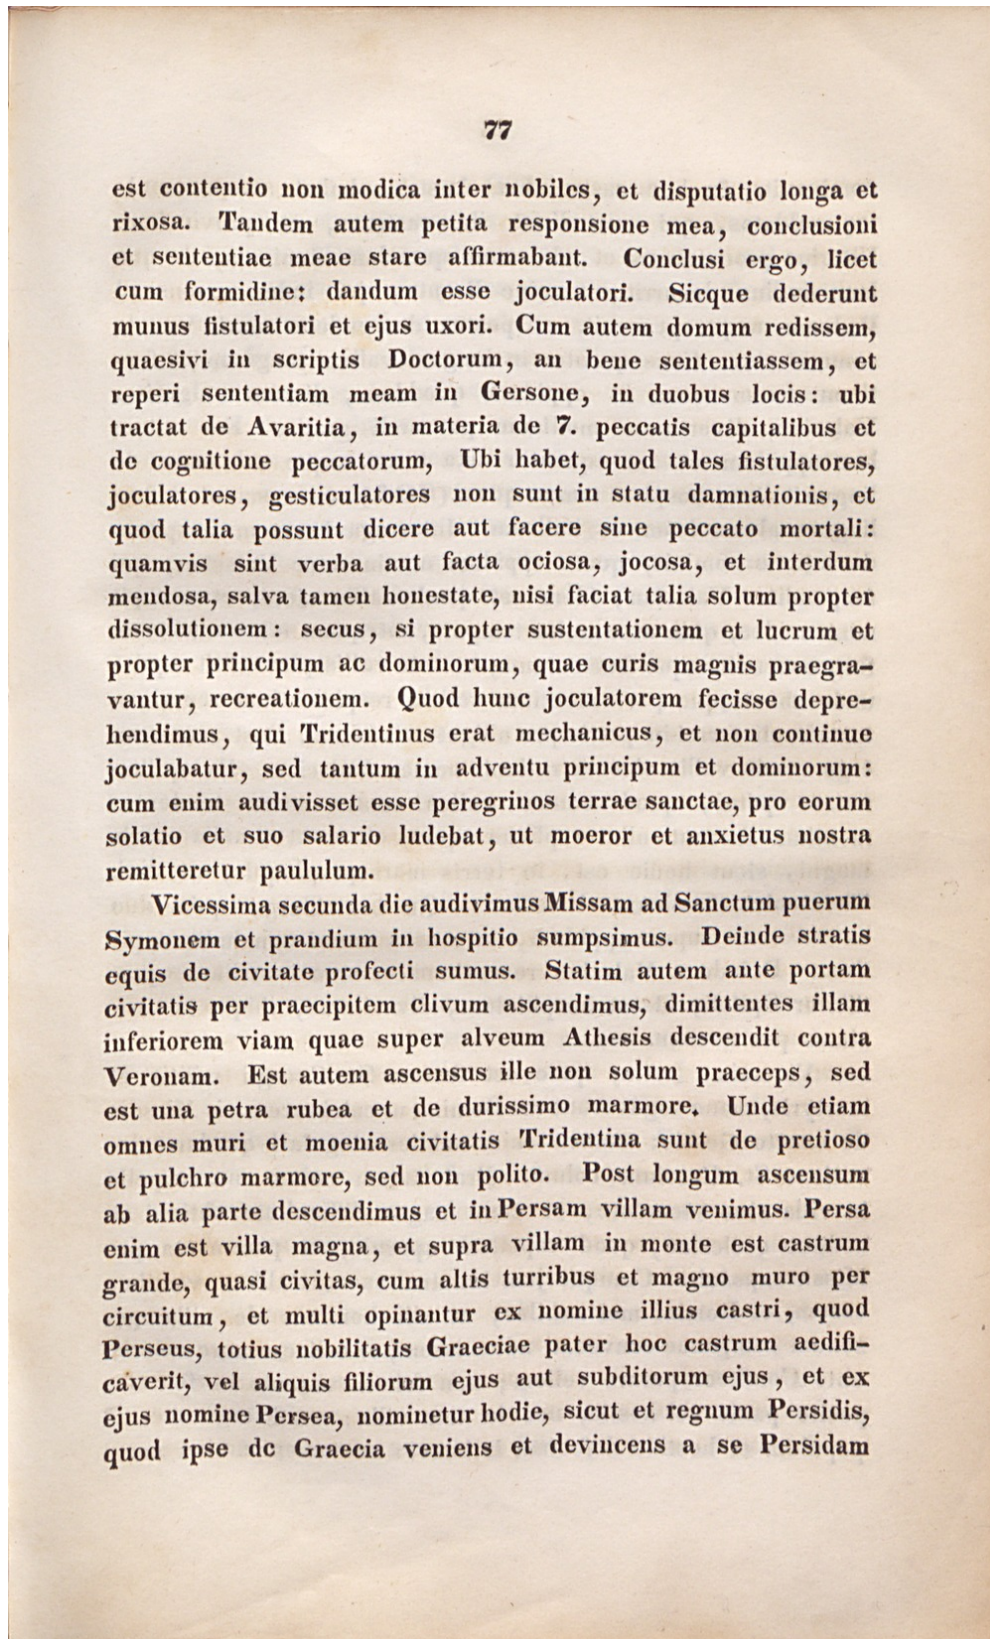 77
est contentio non modica inter nobiles, et disputatio longa et
rixosa. Tandem autem petita responsione mea, conclusioni
et sententiae meae stare affirmabant. Conclusi ergo, licet
cum formidine: dandum esse joculatori. Sicque dederunt
munus fistulatori et ejus uxori. Cum autem domum redissem,
quaesivi in scriptis Doctorum, an bene sententiassem, et
reperi sententiam meam in Gersone, in duobus locis: ubi
tractat de Avaritia, in materia de 7. peccatis capitalibus et
de cognitione peccatorum, Ubi habet, quod tales fistulatores,
joculatores, gesticulatores non sunt in statu damnationis, et
quod talia possunt dicere aut facere sine peccato mortali:
quamvis sint verba aut facta ociosa, jocosa, et interdum
mendosa, salva tamen honestate, nisi faciat talia solum propter
dissolutionem: secus, si propter sustentationem et lucrum et
propter principum ac dominorum, quae curis magnis praegra-
vantur, recreationem. Quod hunc joculatorem fecisse depre-
hendimus, qui Tridentinus erat mechanicus, et non continue
joculabatur, sed tantum in adventu principum et dominorum:
cum enim audivisset esse peregrinos terrae sanctae, pro eorum
solatio et suo salario ludebat, ut moeror et anxietus nostra
remitteretur paululum.
Vicessima secunda die audivimus Missam ad Sanctum puerum
Symonem et prandium in hospitio sumpsimus. Deinde stratis
equis de civitate profecti sumus. Statim autem ante portam
civitatis per praecipitem clivum ascendimus, dimittentes illam
inferiorem viam quae super alveum Athesis descendit contra
Veronam. Est autem ascensus ille non solum praeceps, sed
est una petra rubea et de durissimo marmore. Unde etiam
omnes muri et moenia civitatis Tridentina sunt de pretioso
et pulchro marmore, sed non polito. Post longum ascensum
ab alia parte descendimus et in Persam villam venimus. Persa
enim est villa magna, et supra villam in monte est castrum
grande, quasi civitas, cum altis turribus et magno muro per
circuitum, et multi opinantur ex nomine illius castri, quod
Perseus, totius nobilitatis Graeciae pater hoc castrum aedifi-
caverit, vel aliquis filiorum ejus aut subditorum ejus, et ex
ejus nomine Persea, nominetur hodie, sicut et regnum Persidis,
quod ipse de Graecia veniens et devincens a se Persidam